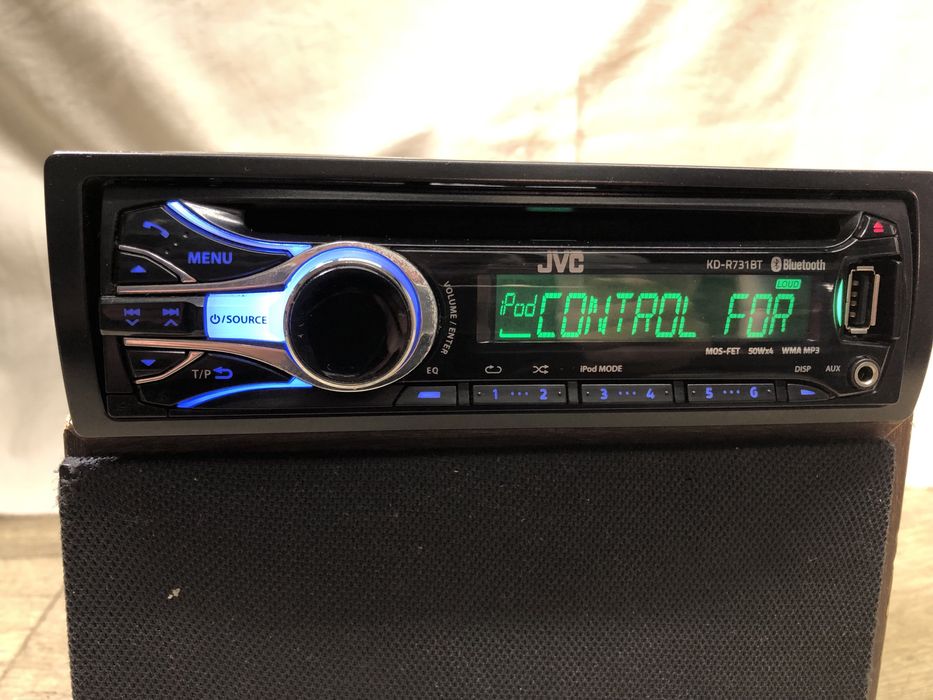 MENU
⏻/SOURCE
T/P
VOLUME / ENTER
JVC
KD-R731BT Bluetooth
LOUD
iPod CONTROL FOR
MOS-FET 50Wx4 WMA MP3
EQ iPod MODE DISP AUX
1 ••• 2 3 ••• 4 5 ••• 6